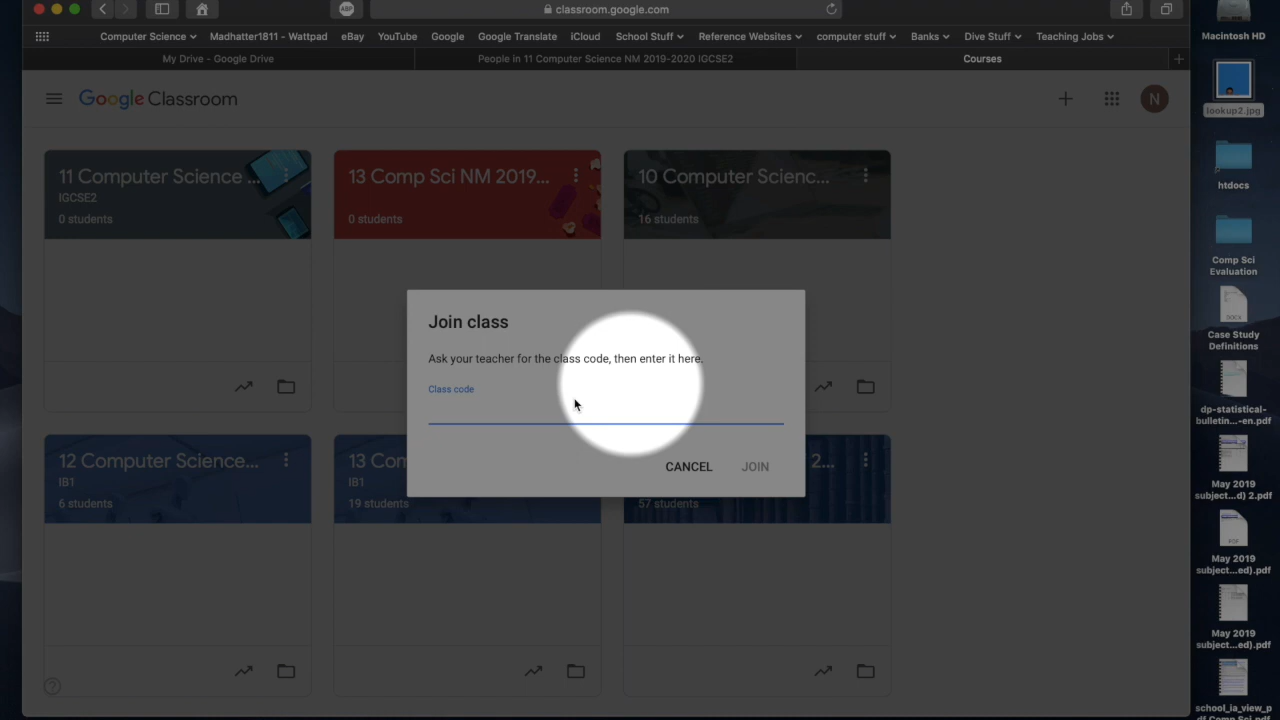 classroom.google.com
Computer Science
Madhatter1811 - Wattpad
eBay
YouTube
Google
Google Translate
iCloud
School Stuff
Reference Websites
computer stuff
Banks
Dive Stuff
Teaching Jobs
My Drive - Google Drive
People in 11 Computer Science NM 2019-2020 IGCSE2
Courses
Google Classroom
N
11 Computer Science ...
IGCSE2
0 students
13 Comp Sci NM 2019...
0 students
10 Computer Scienc...
16 students
Join class
Ask your teacher for the class code, then enter it here.
Class code
CANCEL
JOIN
12 Computer Science...
IB1
6 students
13 Com
IB1
19 students
2...
57 students
Macintosh HD
lookup2.jpg
htdocs
Comp Sci
Evaluation
DOCX
Case Study
Definitions
dp-statistical-
bulletin...-en.pdf
May 2019
subject...d) 2.pdf
PDF
May 2019
subject...ed).pdf
May 2019
subject...ed).pdf
school_ia_view_p